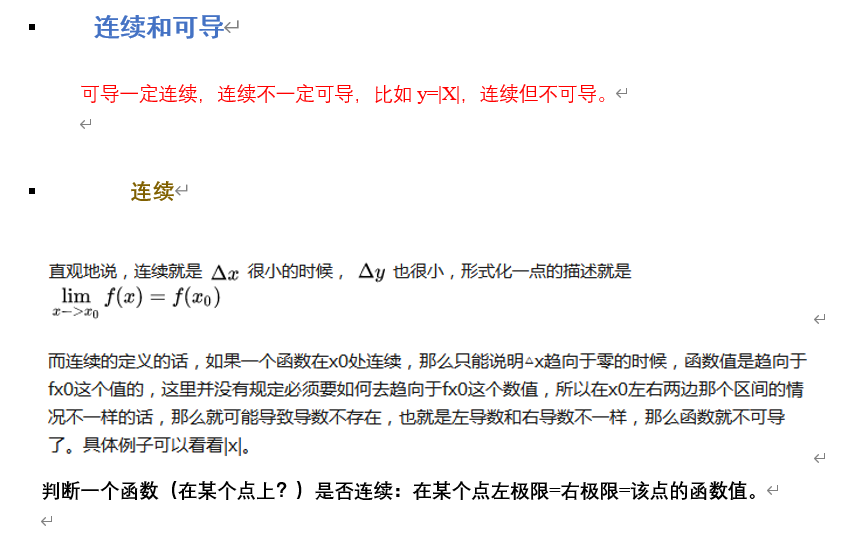 连续和可导
可导一定连续，连续不一定可导，比如 y=|X|，连续但不可导。
连续
直观地说，连续就是 Δx 很小的时候， Δy 也很小，形式化一点的描述就是
lim f(x) = f(x₀)
x−>x₀
而连续的定义的话，如果一个函数在x0处连续，那么只能说明△x趋向于零的时候，函数值是趋向于
fx0这个值的，这里并没有规定必须要如何去趋向于fx0这个数值，所以在x0左右两边那个区间的情
况不一样的话，那么就可能导致导数不存在，也就是左导数和右导数不一样，那么函数就不可导
了。具体例子可以看看|x|。
判断一个函数（在某个点上？）是否连续：在某个点左极限=右极限=该点的函数值。